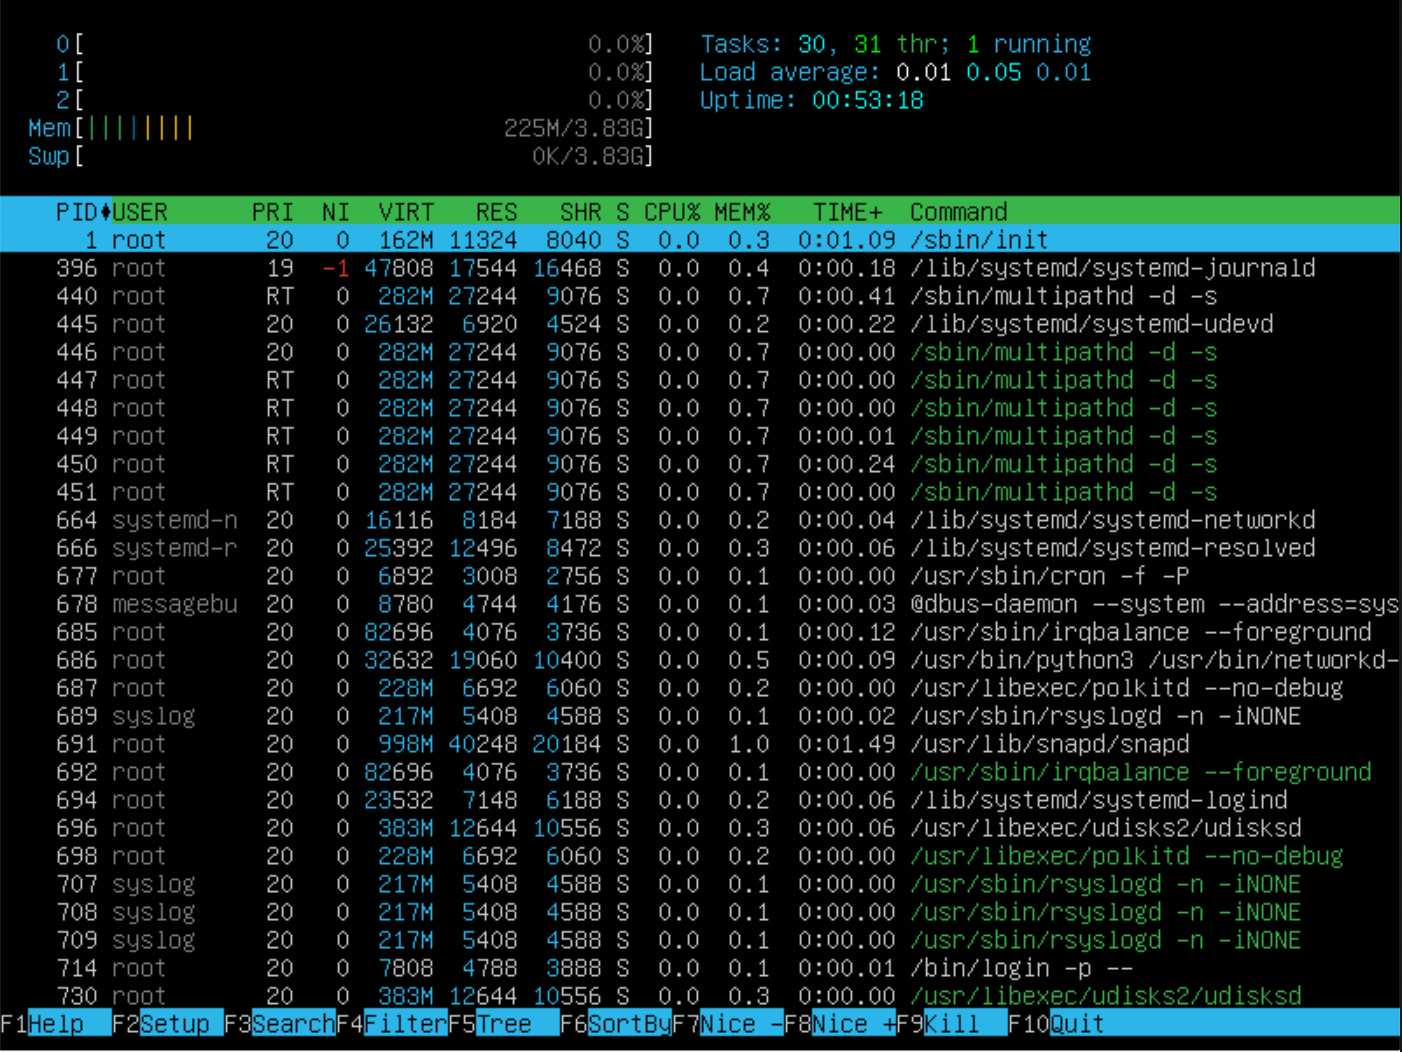 0[ 0.0%] Tasks: 30, 31 thr; 1 running
1[ 0.0%] Load average: 0.01 0.05 0.01
2[ 0.0%] Uptime: 00:53:18
Mem[||||||||| 225M/3.83G]
Swp[ 0K/3.83G]
PID♦USER PRI NI VIRT RES SHR S CPU% MEM% TIME+ Command
1 root 20 0 162M 11324 8040 S 0.0 0.3 0:01.09 /sbin/init
396 root 19 -1 47808 17544 16468 S 0.0 0.4 0:00.18 /lib/systemd/systemd-journald
440 root RT 0 282M 27244 9076 S 0.0 0.7 0:00.41 /sbin/multipathd -d -s
445 root 20 0 26132 6920 4524 S 0.0 0.2 0:00.22 /lib/systemd/systemd-udevd
446 root 20 0 282M 27244 9076 S 0.0 0.7 0:00.00 /sbin/multipathd -d -s
447 root RT 0 282M 27244 9076 S 0.0 0.7 0:00.00 /sbin/multipathd -d -s
448 root RT 0 282M 27244 9076 S 0.0 0.7 0:00.00 /sbin/multipathd -d -s
449 root RT 0 282M 27244 9076 S 0.0 0.7 0:00.01 /sbin/multipathd -d -s
450 root RT 0 282M 27244 9076 S 0.0 0.7 0:00.24 /sbin/multipathd -d -s
451 root RT 0 282M 27244 9076 S 0.0 0.7 0:00.00 /sbin/multipathd -d -s
664 systemd-n 20 0 16116 8184 7188 S 0.0 0.2 0:00.04 /lib/systemd/systemd-networkd
666 systemd-r 20 0 25392 12496 8472 S 0.0 0.3 0:00.06 /lib/systemd/systemd-resolved
677 root 20 0 6892 3008 2756 S 0.0 0.1 0:00.00 /usr/sbin/cron -f -P
678 messagebu 20 0 8780 4744 4176 S 0.0 0.1 0:00.03 @dbus-daemon --system --address=sys
685 root 20 0 82696 4076 3736 S 0.0 0.1 0:00.12 /usr/sbin/irqbalance --foreground
686 root 20 0 32632 19060 10400 S 0.0 0.5 0:00.09 /usr/bin/python3 /usr/bin/networkd-
687 root 20 0 228M 6692 6060 S 0.0 0.2 0:00.00 /usr/libexec/polkitd --no-debug
689 syslog 20 0 217M 5408 4588 S 0.0 0.1 0:00.02 /usr/sbin/rsyslogd -n -iNONE
691 root 20 0 998M 40248 20184 S 0.0 1.0 0:01.49 /usr/lib/snapd/snapd
692 root 20 0 82696 4076 3736 S 0.0 0.1 0:00.00 /usr/sbin/irqbalance --foreground
694 root 20 0 23532 7148 6188 S 0.0 0.2 0:00.06 /lib/systemd/systemd-logind
696 root 20 0 383M 12644 10556 S 0.0 0.3 0:00.06 /usr/libexec/udisks2/udisksd
698 root 20 0 228M 6692 6060 S 0.0 0.2 0:00.00 /usr/libexec/polkitd --no-debug
707 syslog 20 0 217M 5408 4588 S 0.0 0.1 0:00.00 /usr/sbin/rsyslogd -n -iNONE
708 syslog 20 0 217M 5408 4588 S 0.0 0.1 0:00.00 /usr/sbin/rsyslogd -n -iNONE
709 syslog 20 0 217M 5408 4588 S 0.0 0.1 0:00.00 /usr/sbin/rsyslogd -n -iNONE
714 root 20 0 7808 4788 3888 S 0.0 0.1 0:00.01 /bin/login -p --
730 root 20 0 383M 12644 10556 S 0.0 0.3 0:00.00 /usr/libexec/udisks2/udisksd
F1Help F2Setup F3SearchF4FilterF5Tree F6SortByF7Nice -F8Nice +F9Kill F10Quit